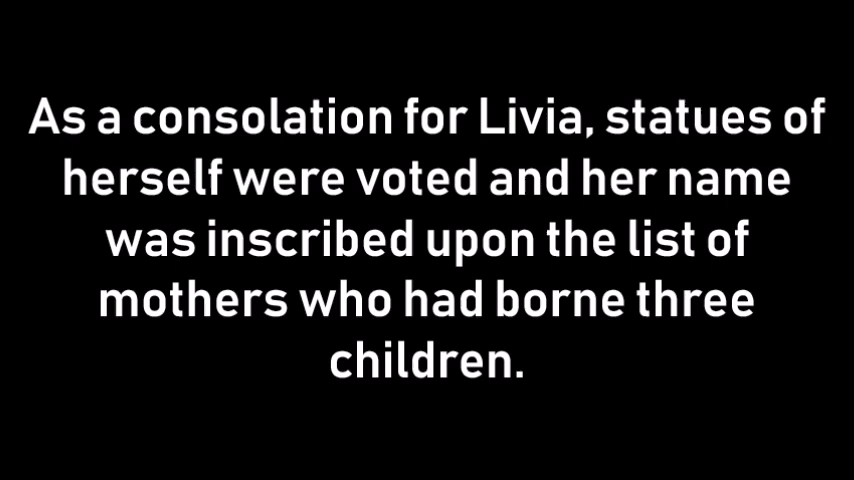 As a consolation for Livia, statues of
herself were voted and her name
was inscribed upon the list of
mothers who had borne three
children.